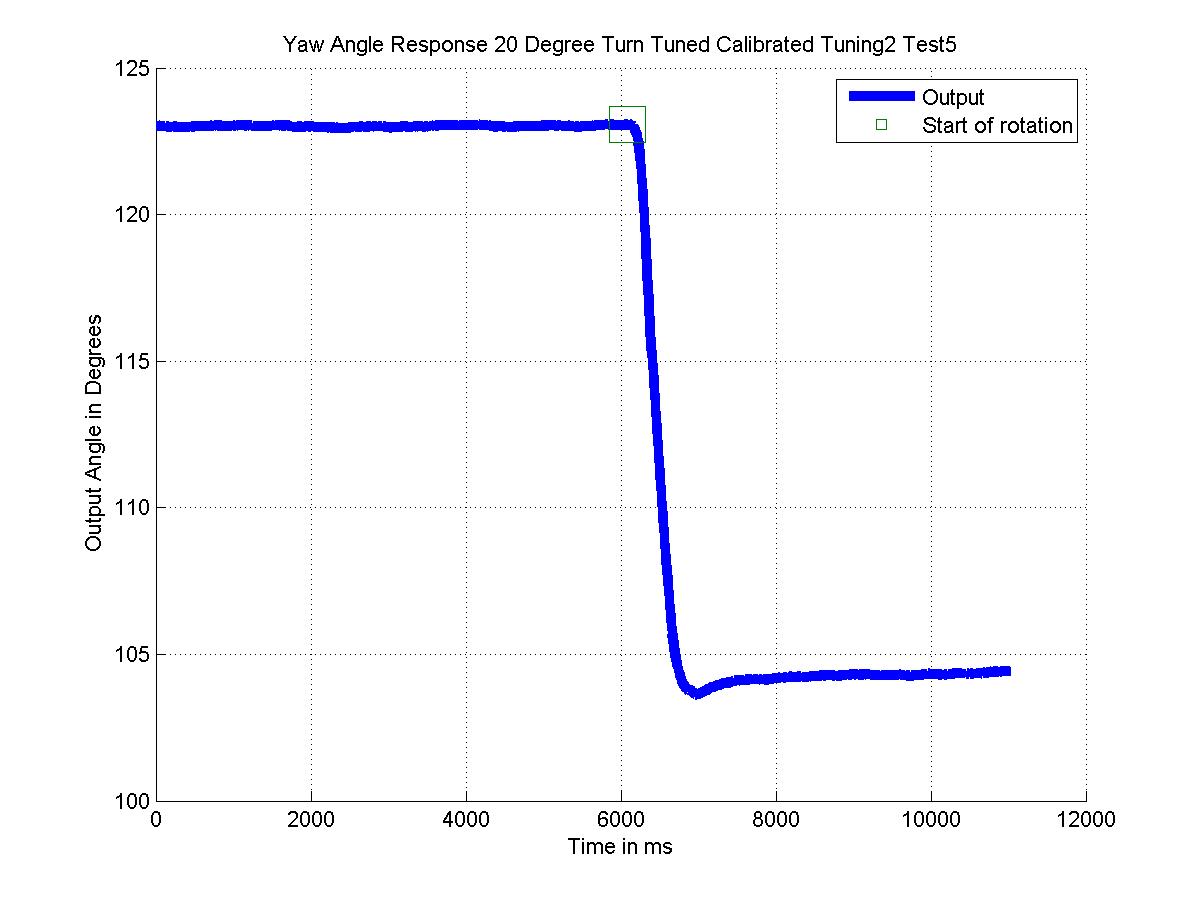 Yaw Angle Response 20 Degree Turn Tuned Calibrated Tuning2 Test5
Output
Start of rotation
Output Angle in Degrees
125
120
115
110
105
100
0 2000 4000 6000 8000 10000 12000
Time in ms